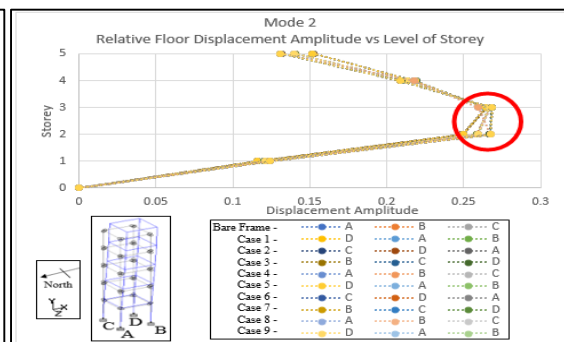 Mode 2
Relative Floor Displacement Amplitude vs Level of Storey
5
4
3
2
1
0
Storey
0
0.05
0.1
0.15
0.2
0.25
0.3
Displacement Amplitude
North
Y
X
Z
C
D
B
A
Bare Frame - A B C
Case 1 - D A B
Case 2 - C D A
Case 3 - B C D
Case 4 - A B C
Case 5 - D A B
Case 6 - C D A
Case 7 - B C D
Case 8 - A B C
Case 9 - D A B